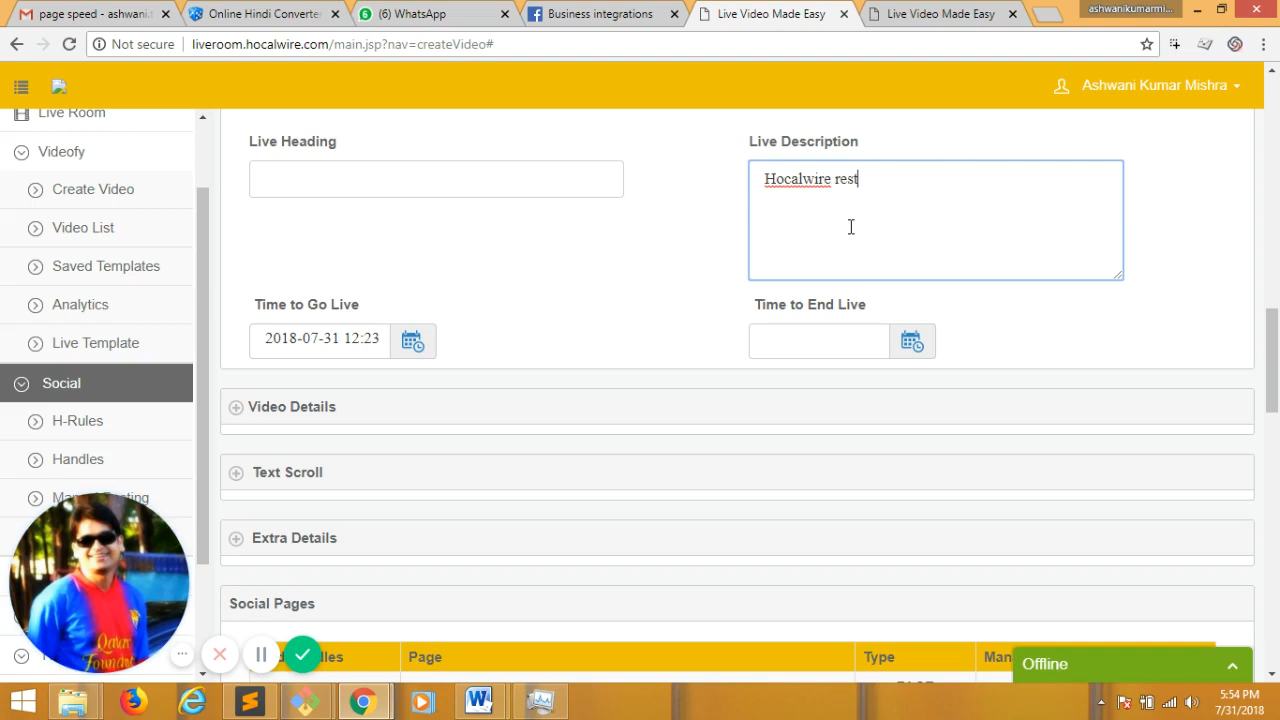 page speed - ashwani.t
Online Hindi Converter
(6) WhatsApp
Business integrations
Live Video Made Easy
Live Video Made Easy
ashwanikumarmi...
Not secure
liveroom.hocalwire.com/main.jsp?nav=createVideo#
Ashwani Kumar Mishra
Live Room
Videofy
Create Video
Video List
Saved Templates
Analytics
Live Template
Social
H-Rules
Handles
Live Heading
Live Description
Hocalwire rest
Time to Go Live
Time to End Live
2018-07-31 12:23
Video Details
Text Scroll
Extra Details
Social Pages
Page
Type
Offline
5:54 PM
7/31/2018